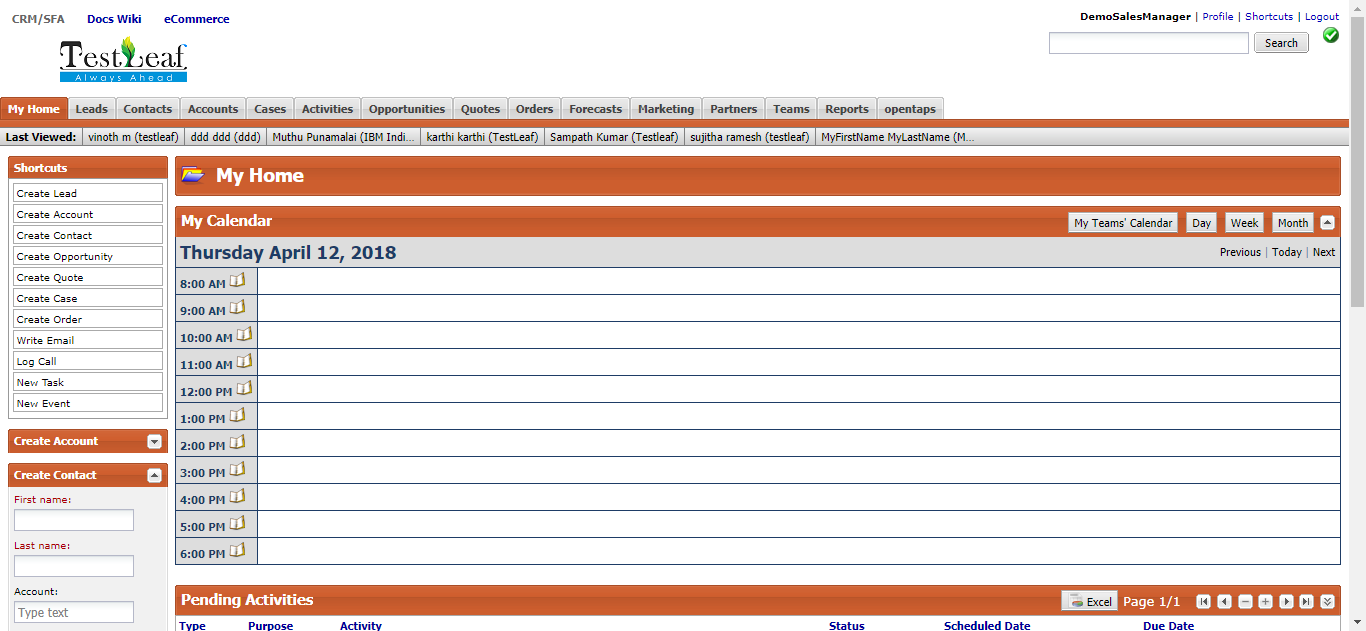 CRM/SFA Docs Wiki eCommerce
DemoSalesManager | Profile | Shortcuts | Logout
Search
TestLeaf
Always Ahead
My Home Leads Contacts Accounts Cases Activities Opportunities Quotes Orders Forecasts Marketing Partners Teams Reports opentaps
Last Viewed: vinoth m (testleaf) ddd ddd (ddd) Muthu Punamalai (IBM Indi... karthi karthi (TestLeaf) Sampath Kumar (Testleaf) sujitha ramesh (testleaf) MyFirstName MyLastName (M...
Shortcuts
Create Lead
Create Account
Create Contact
Create Opportunity
Create Quote
Create Case
Create Order
Write Email
Log Call
New Task
New Event
Create Account
Create Contact
First name:
Last name:
Account:
Type text
My Home
My Calendar My Teams' Calendar Day Week Month
Thursday April 12, 2018 Previous | Today | Next
8:00 AM
9:00 AM
10:00 AM
11:00 AM
12:00 PM
1:00 PM
2:00 PM
3:00 PM
4:00 PM
5:00 PM
6:00 PM
Pending Activities Excel Page 1/1
Type Purpose Activity Status Scheduled Date Due Date